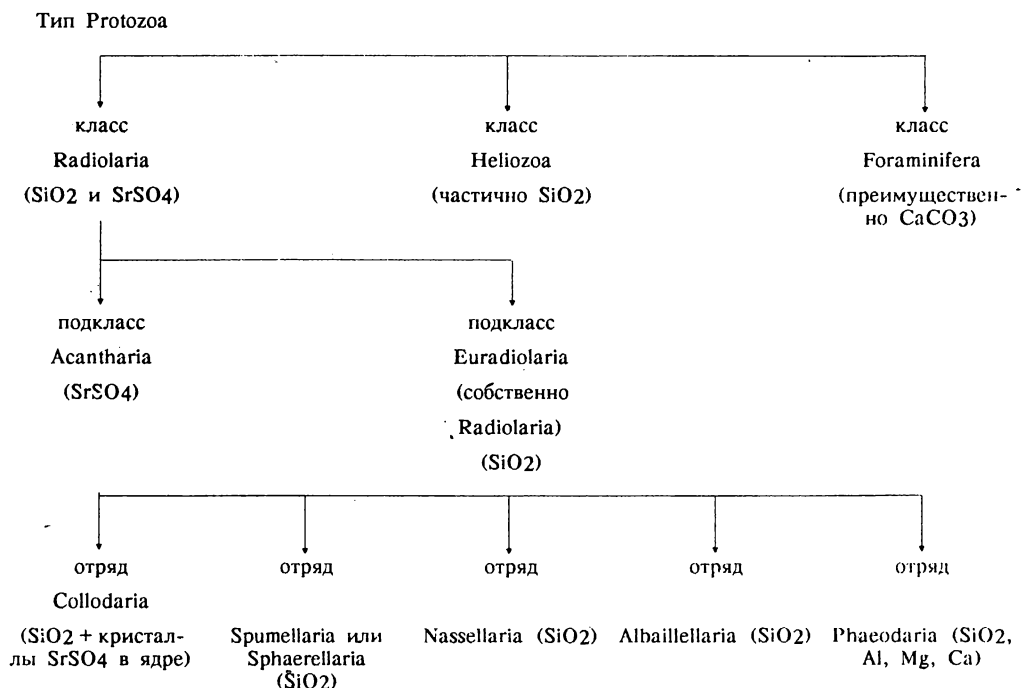 Тип Protozoa
класс
Radiolaria
(SiO2 и SrSO4)
класс
Heliozoa
(частично SiO2)
класс
Foraminifera
(преимуществен-
но CaCO3)
подкласс
Acantharia
(SrSO4)
подкласс
Euradiolaria
(собственно
Radiolaria)
(SiO2)
отряд
Collodaria
(SiO2 + кристал-
лы SrSO4 в ядре)
отряд
Spumellaria или
Sphaerellaria
(SiO2)
отряд
Nassellaria (SiO2)
отряд
Albaillellaria (SiO2)
отряд
Phaeodaria (SiO2,
Al, Mg, Ca)